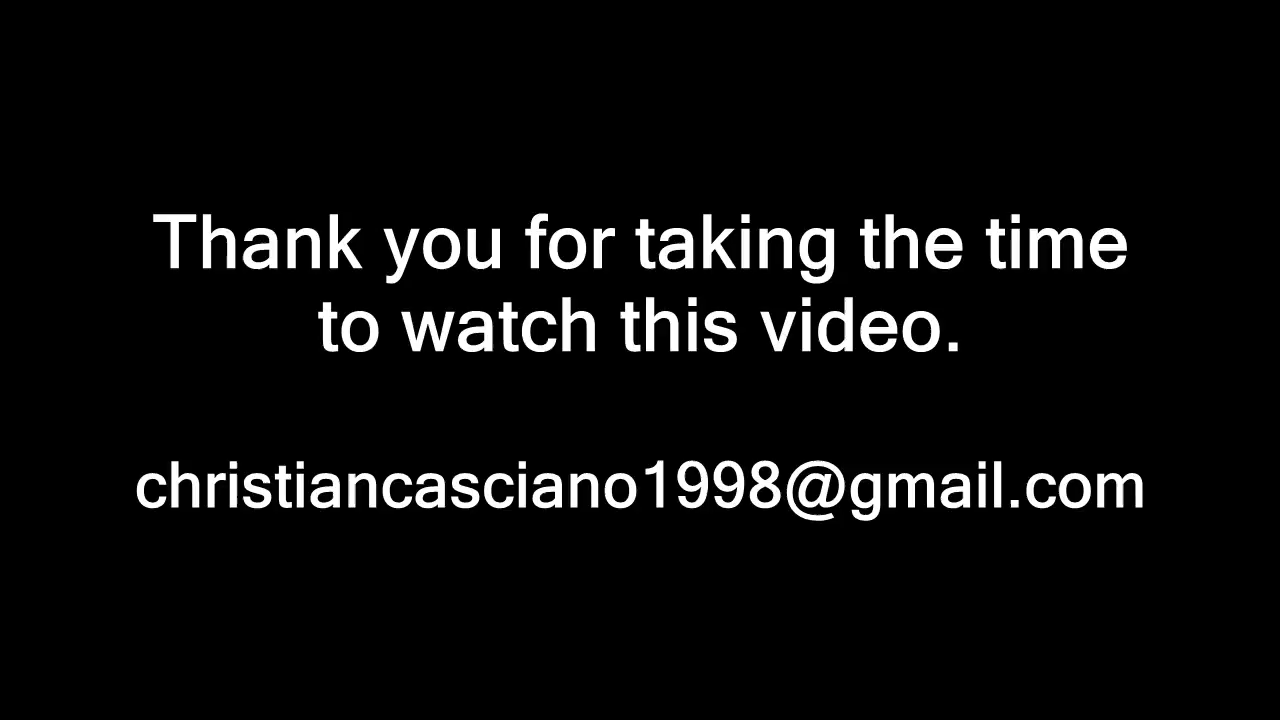 Thank you for taking the time
to watch this video.
christiancasciano1998@gmail.com